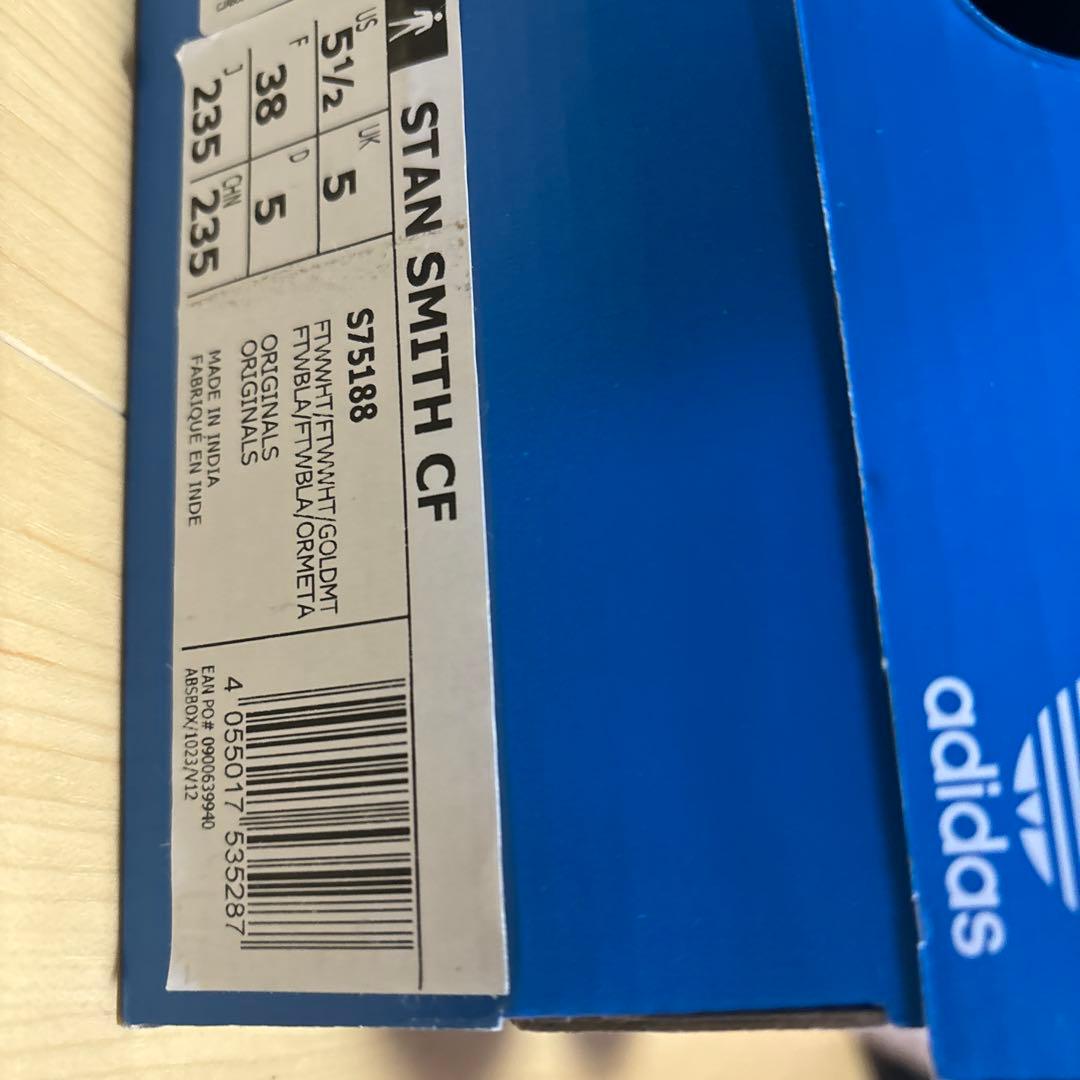 STAN SMITH CF
US 5½ UK 5
F 38 D 5
J 235 CHN 235
S75188
FTWWHT/FTWWHT/GOLDMT
FTWBLA/FTWBLA/ORMETA
ORIGINALS
ORIGINALS
MADE IN INDIA
FABRIQUÉ EN INDE
4 055017 535287
EAN PO# 0900639940
ABSBOX/1023/V12
adidas